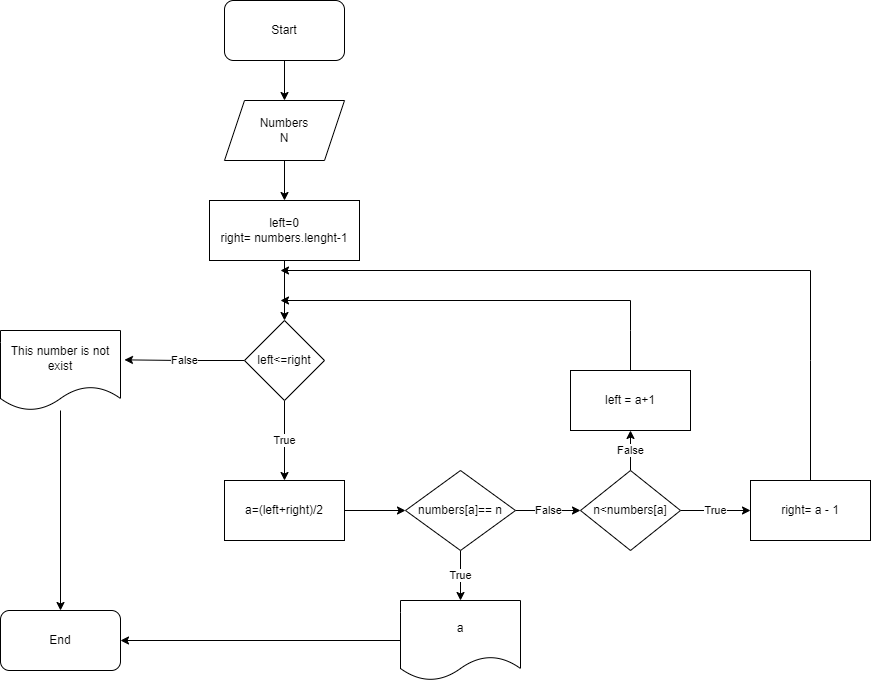 Start
Numbers
N
left=0
right= numbers.lenght-1
This number is not
exist
False
left<=right
True
left = a+1
False
a=(left+right)/2
numbers[a]== n
False
n<numbers[a]
True
right= a - 1
True
a
End